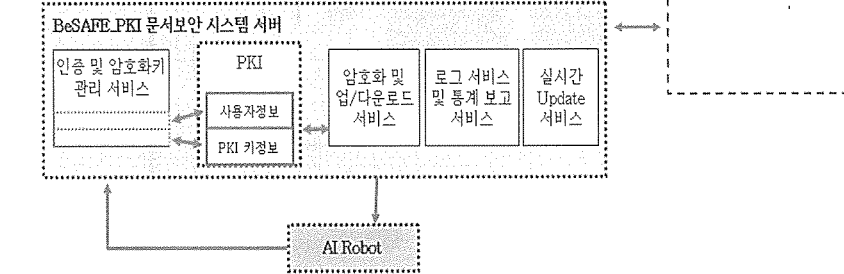 BeSAFE_PKI 문서보안 시스템 서버
인증 및 암호화키
관리 서비스
PKI
사용자정보
PKI 키정보
암호화 및
업/다운로드
서비스
로그 서비스
및 통계 보고
서비스
실시간
Update
서비스
AI Robot